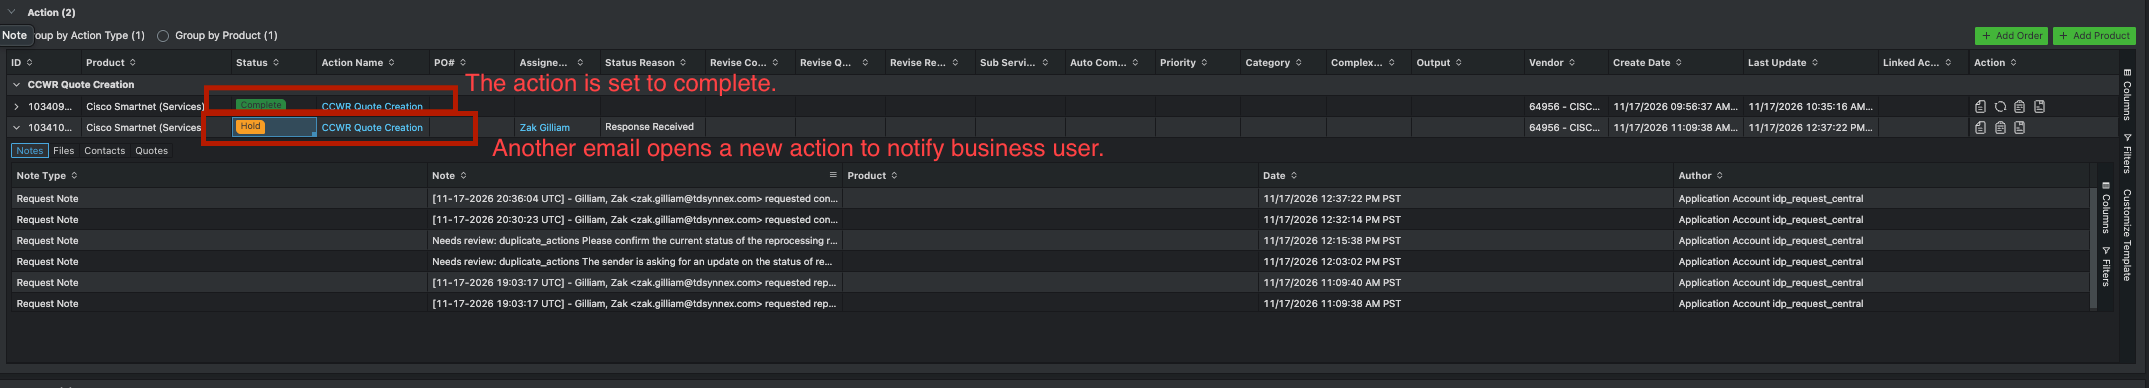 Action (2)
Note
oup by Action Type (1) Group by Product (1)
+ Add Order + Add Product
ID Product Status Action Name PO# Assigne... Status Reason Revise Co... Revise Q... Revise Re... Sub Servi... Auto Com... Priority Category Complex... Output Vendor Create Date Last Update Linked Ac... Action
CCWR Quote Creation
The action is set to complete.
103409... Cisco Smartnet (Services) Complete CCWR Quote Creation 64956 - CISC... 11/17/2026 09:56:37 AM... 11/17/2026 10:35:16 AM...
103410... Cisco Smartnet (Services Hold CCWR Quote Creation Zak Gilliam Response Received 64956 - CISC... 11/17/2026 11:09:38 AM... 11/17/2026 12:37:22 PM...
Another email opens a new action to notify business user.
Notes Files Contacts Quotes
Note Type Note Product Date Author
Request Note [11-17-2026 20:36:04 UTC] - Gilliam, Zak <zak.gilliam@tdsynnex.com> requested con... 11/17/2026 12:37:22 PM PST Application Account idp_request_central
Request Note [11-17-2026 20:30:23 UTC] - Gilliam, Zak <zak.gilliam@tdsynnex.com> requested con... 11/17/2026 12:32:14 PM PST Application Account idp_request_central
Request Note Needs review: duplicate_actions Please confirm the current status of the reprocessing r... 11/17/2026 12:15:38 PM PST Application Account idp_request_central
Request Note Needs review: duplicate_actions The sender is asking for an update on the status of re... 11/17/2026 12:03:02 PM PST Application Account idp_request_central
Request Note [11-17-2026 19:03:17 UTC] - Gilliam, Zak <zak.gilliam@tdsynnex.com> requested rep... 11/17/2026 11:09:40 AM PST Application Account idp_request_central
Request Note [11-17-2026 19:03:17 UTC] - Gilliam, Zak <zak.gilliam@tdsynnex.com> requested rep... 11/17/2026 11:09:38 AM PST Application Account idp_request_central
Columns
Filters
Columns
Filters
Customize Template